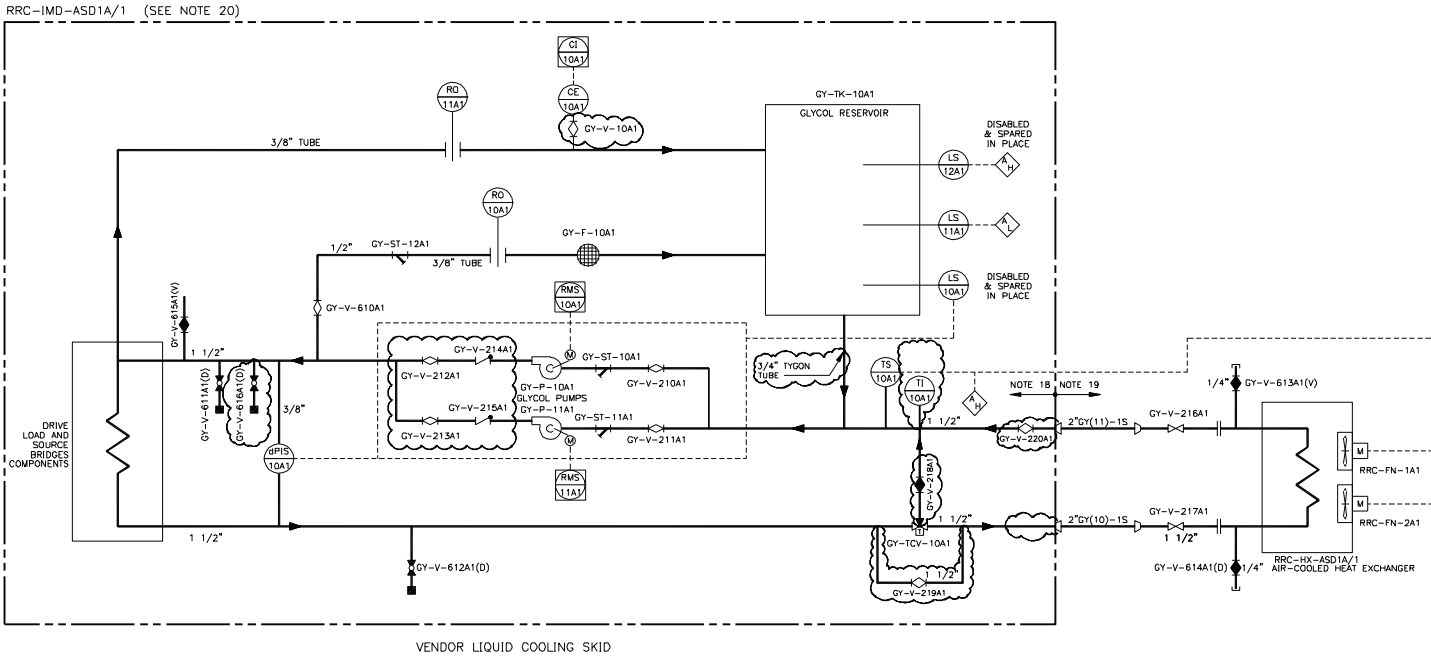 RRC-IMD-ASD1A/1 (SEE NOTE 20)
CI
10A1
CE
10A1
GY-V-10A1
RO
11A1
3/8" TUBE
GY-TK-10A1
GLYCOL RESERVOIR
DISABLED
& SPARED
IN PLACE
LS
12A1
A
H
RO
10A1
LS
11A1
A
L
1/2"
GY-ST-12A1
3/8" TUBE
GY-F-10A1
LS
10A1
DISABLED
& SPARED
IN PLACE
RMS
10A1
GY-V-610A1
GY-V-615A1(V)
1 1/2"
GY-V-214A1
M
GY-ST-10A1
GY-V-212A1
GY-P-10A1
GLYCOL PUMPS
GY-P-11A1
GY-V-210A1
3/4" TYGON
TUBE
TS
10A1
TI
10A1
A
H
NOTE 18
NOTE 19
1/4"
GY-V-613A1(V)
GY-V-611A1(D)
GY-V-616A1(D)
3/8"
GY-V-215A1
GY-ST-11A1
GY-V-213A1
M
GY-V-211A1
1 1/2"
GY-V-220A1
2"GY(11)-1S
GY-V-216A1
DRIVE
LOAD AND
SOURCE
BRIDGES
COMPONENTS
dPIS
10A1
RMS
11A1
GY-V-218A1
M
RRC-FN-1A1
M
RRC-FN-2A1
1 1/2"
1 1/2"
T
GY-TCV-10A1
2"GY(10)-1S
GY-V-217A1
1 1/2"
GY-V-612A1(D)
1 1/2"
GY-V-219A1
GY-V-614A1(D)
1/4"
RRC-HX-ASD1A/1
AIR-COOLED HEAT EXCHANGER
VENDOR LIQUID COOLING SKID